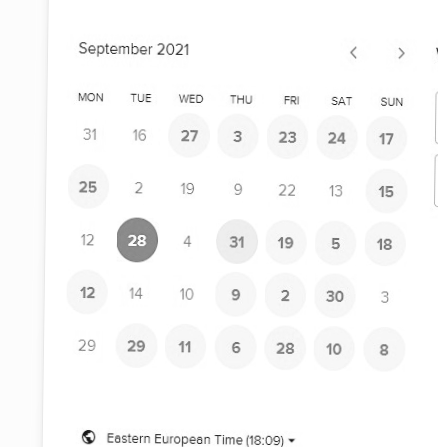 September 2021
MON TUE WED THU FRI SAT SUN
31 16 27 3 23 24 17
25 2 19 9 22 13 15
12 28 4 31 19 5 18
12 14 10 9 2 30 3
29 29 11 6 28 10 8
Eastern European Time (18:09)